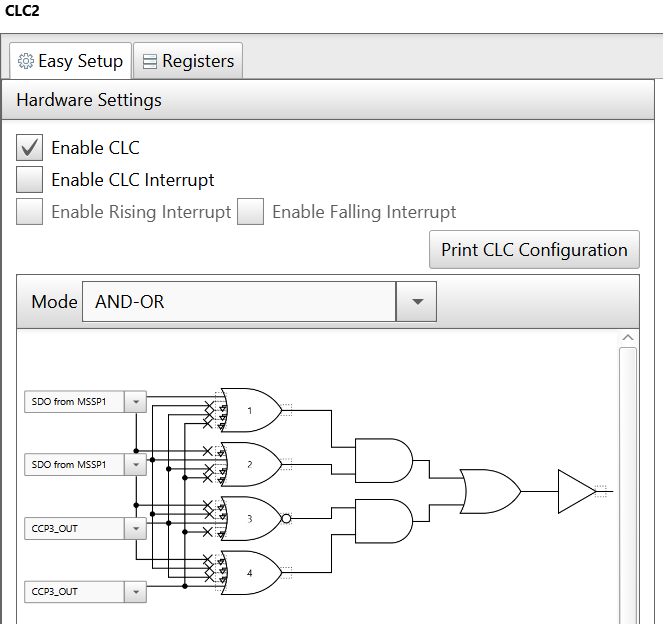 CLC2
Easy Setup
Registers
Hardware Settings
Enable CLC
Enable CLC Interrupt
Enable Rising Interrupt
Enable Falling Interrupt
Print CLC Configuration
Mode
AND-OR
SDO from MSSP1
1
SDO from MSSP1
2
CCP3_OUT
3
CCP3_OUT
4